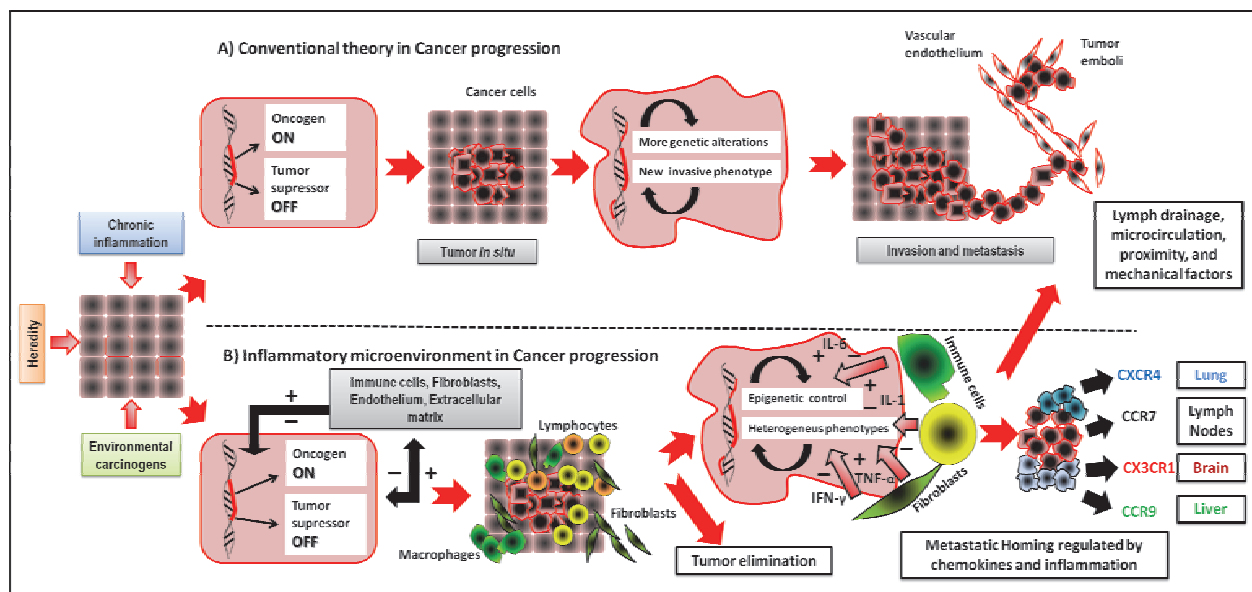 A) Conventional theory in Cancer progression
Vascular
endothelium
Tumor
emboli
Cancer cells
Oncogen
ON
Tumor
supressor
OFF
More genetic alterations
New invasive phenotype
Tumor in situ
Invasion and metastasis
Lymph drainage,
microcirculation,
proximity, and
mechanical factors
Chronic
inflammation
Heredity
Environmental
carcinogens
B) Inflammatory microenvironment in Cancer progression
Immune cells, Fibroblasts,
Endothelium, Extracellular
matrix
+
−
− +
Oncogen
ON
Tumor
supressor
OFF
Lymphocytes
Fibroblasts
Macrophages
Tumor elimination
IL-6
+ −
Immune cells
Epigenetic control
+
− IL-1
Heterogeneus phenotypes
− + −
TNF-α
IFN-γ
Fibroblasts
CXCR4
Lung
CCR7
Lymph
Nodes
CX3CR1
Brain
CCR9
Liver
Metastatic Homing regulated by
chemokines and inflammation